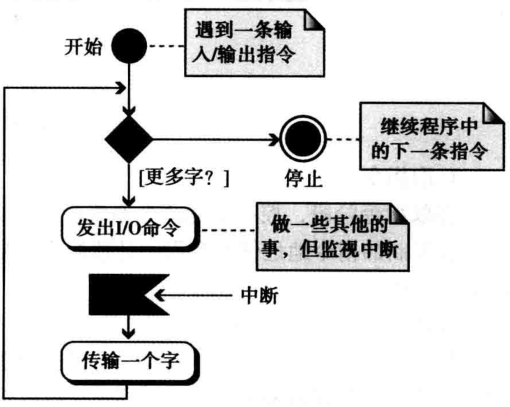 开始
遇到一条输
入/输出指令
继续程序中
的下一条指令
[更多字？]
停止
发出I/O命令
做一些其他的
事，但监视中断
中断
传输一个字